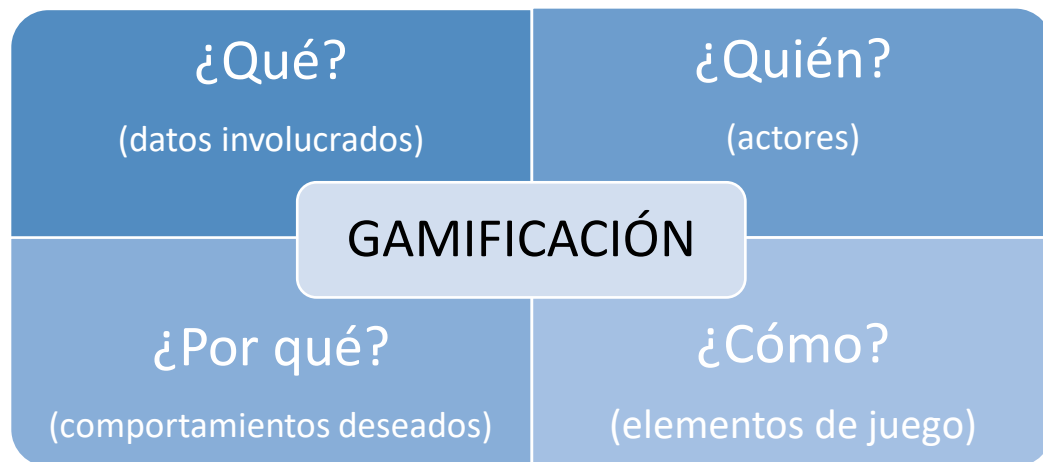 ¿Qué?
(datos involucrados)
¿Quién?
(actores)
GAMIFICACIÓN
¿Por qué?
(comportamientos deseados)
¿Cómo?
(elementos de juego)